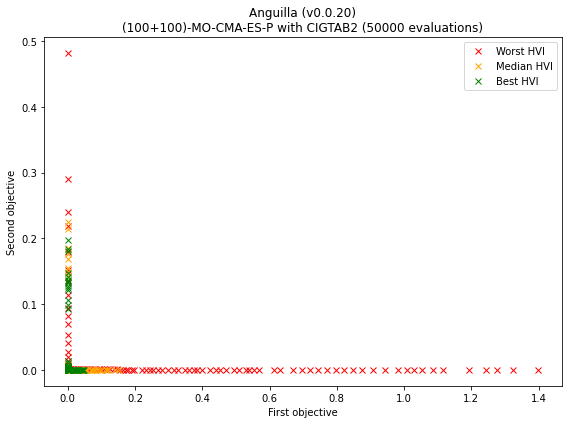 Anguilla (v0.0.20)
(100+100)-MO-CMA-ES-P with CIGTAB2 (50000 evaluations)
Worst HVI
Median HVI
Best HVI
Second objective
0.5
0.4
0.3
0.2
0.1
0.0
0.0 0.2 0.4 0.6 0.8 1.0 1.2 1.4
First objective